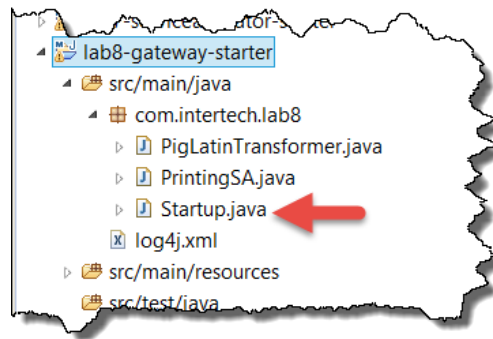 lab8-gateway-starter
src/main/java
com.intertech.lab8
PigLatinTransformer.java
PrintingSA.java
Startup.java
log4j.xml
src/main/resources
src/test/java